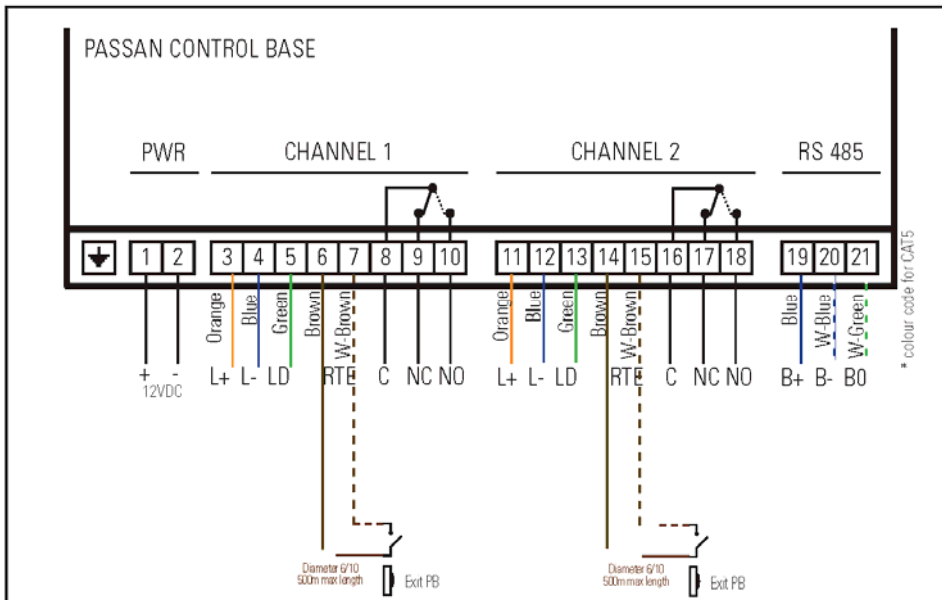 PASSAN CONTROL BASE
PWR CHANNEL 1 CHANNEL 2 RS 485
1 2 3 4 5 6 7 8 9 10 11 12 13 14 15 16 17 18 19 20 21
Orange Blue Green Brown W-Brown Orange Blue Green Brown W-Brown Blue W-Blue W-Green
+ - L+ L- LD RTE C NC NO L+ L- LD RTE C NC NO B+ B- B0
12VDC
* colour code for CAT5
Diameter 6/10
500m max length
Exit PB
Diameter 6/10
500m max length
Exit PB